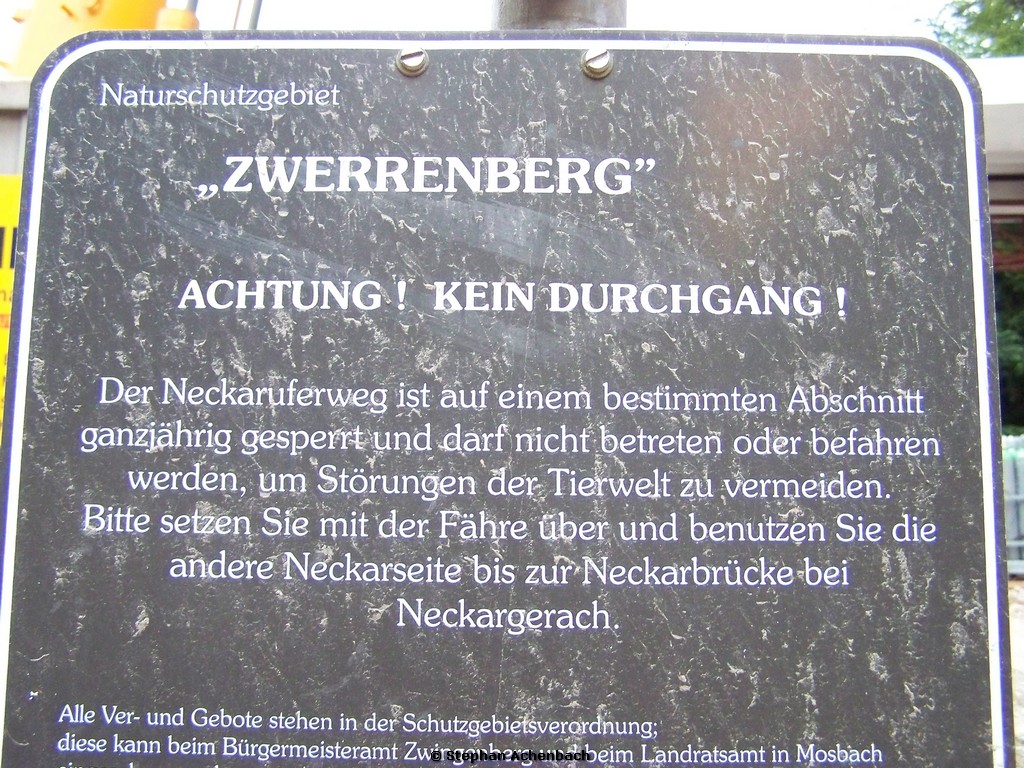 Naturschutzgebiet
„ZWERRENBERG”
ACHTUNG ! KEIN DURCHGANG !
Der Neckaruferweg ist auf einem bestimmten Abschnitt
ganzjährig gesperrt und darf nicht betreten oder befahren
werden, um Störungen der Tierwelt zu vermeiden.
Bitte setzen Sie mit der Fähre über und benutzen Sie die
andere Neckarseite bis zur Neckarbrücke bei
Neckargerach.
Alle Ver- und Gebote stehen in der Schutzgebietsverordnung;
diese kann beim Bürgermeisteramt beim Landratsamt in Mosbach
© Stephan Achenbach